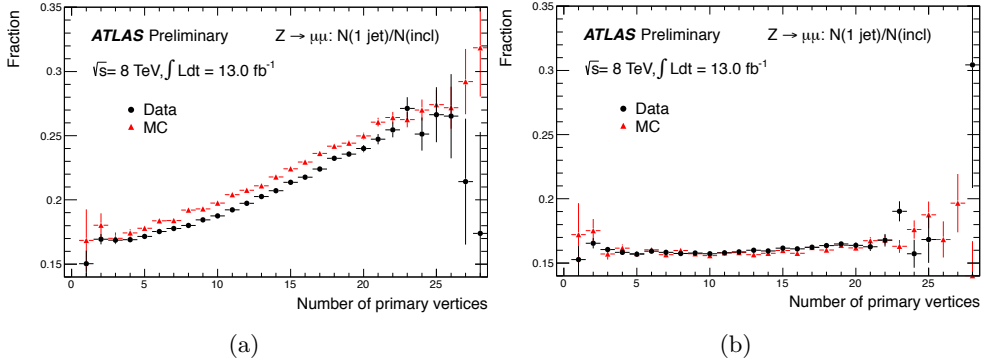 Fraction
0.35
0.3
0.25
0.2
0.15
ATLAS Preliminary
Z → μμ: N(1 jet)/N(incl)
√s= 8 TeV,∫ Ldt = 13.0 fb⁻¹
Data
MC
0 5 10 15 20 25
Number of primary vertices
(a)
Fraction
0.35
0.3
0.25
0.2
0.15
ATLAS Preliminary
Z → μμ: N(1 jet)/N(incl)
√s= 8 TeV,∫ Ldt = 13.0 fb⁻¹
Data
MC
0 5 10 15 20 25
Number of primary vertices
(b)